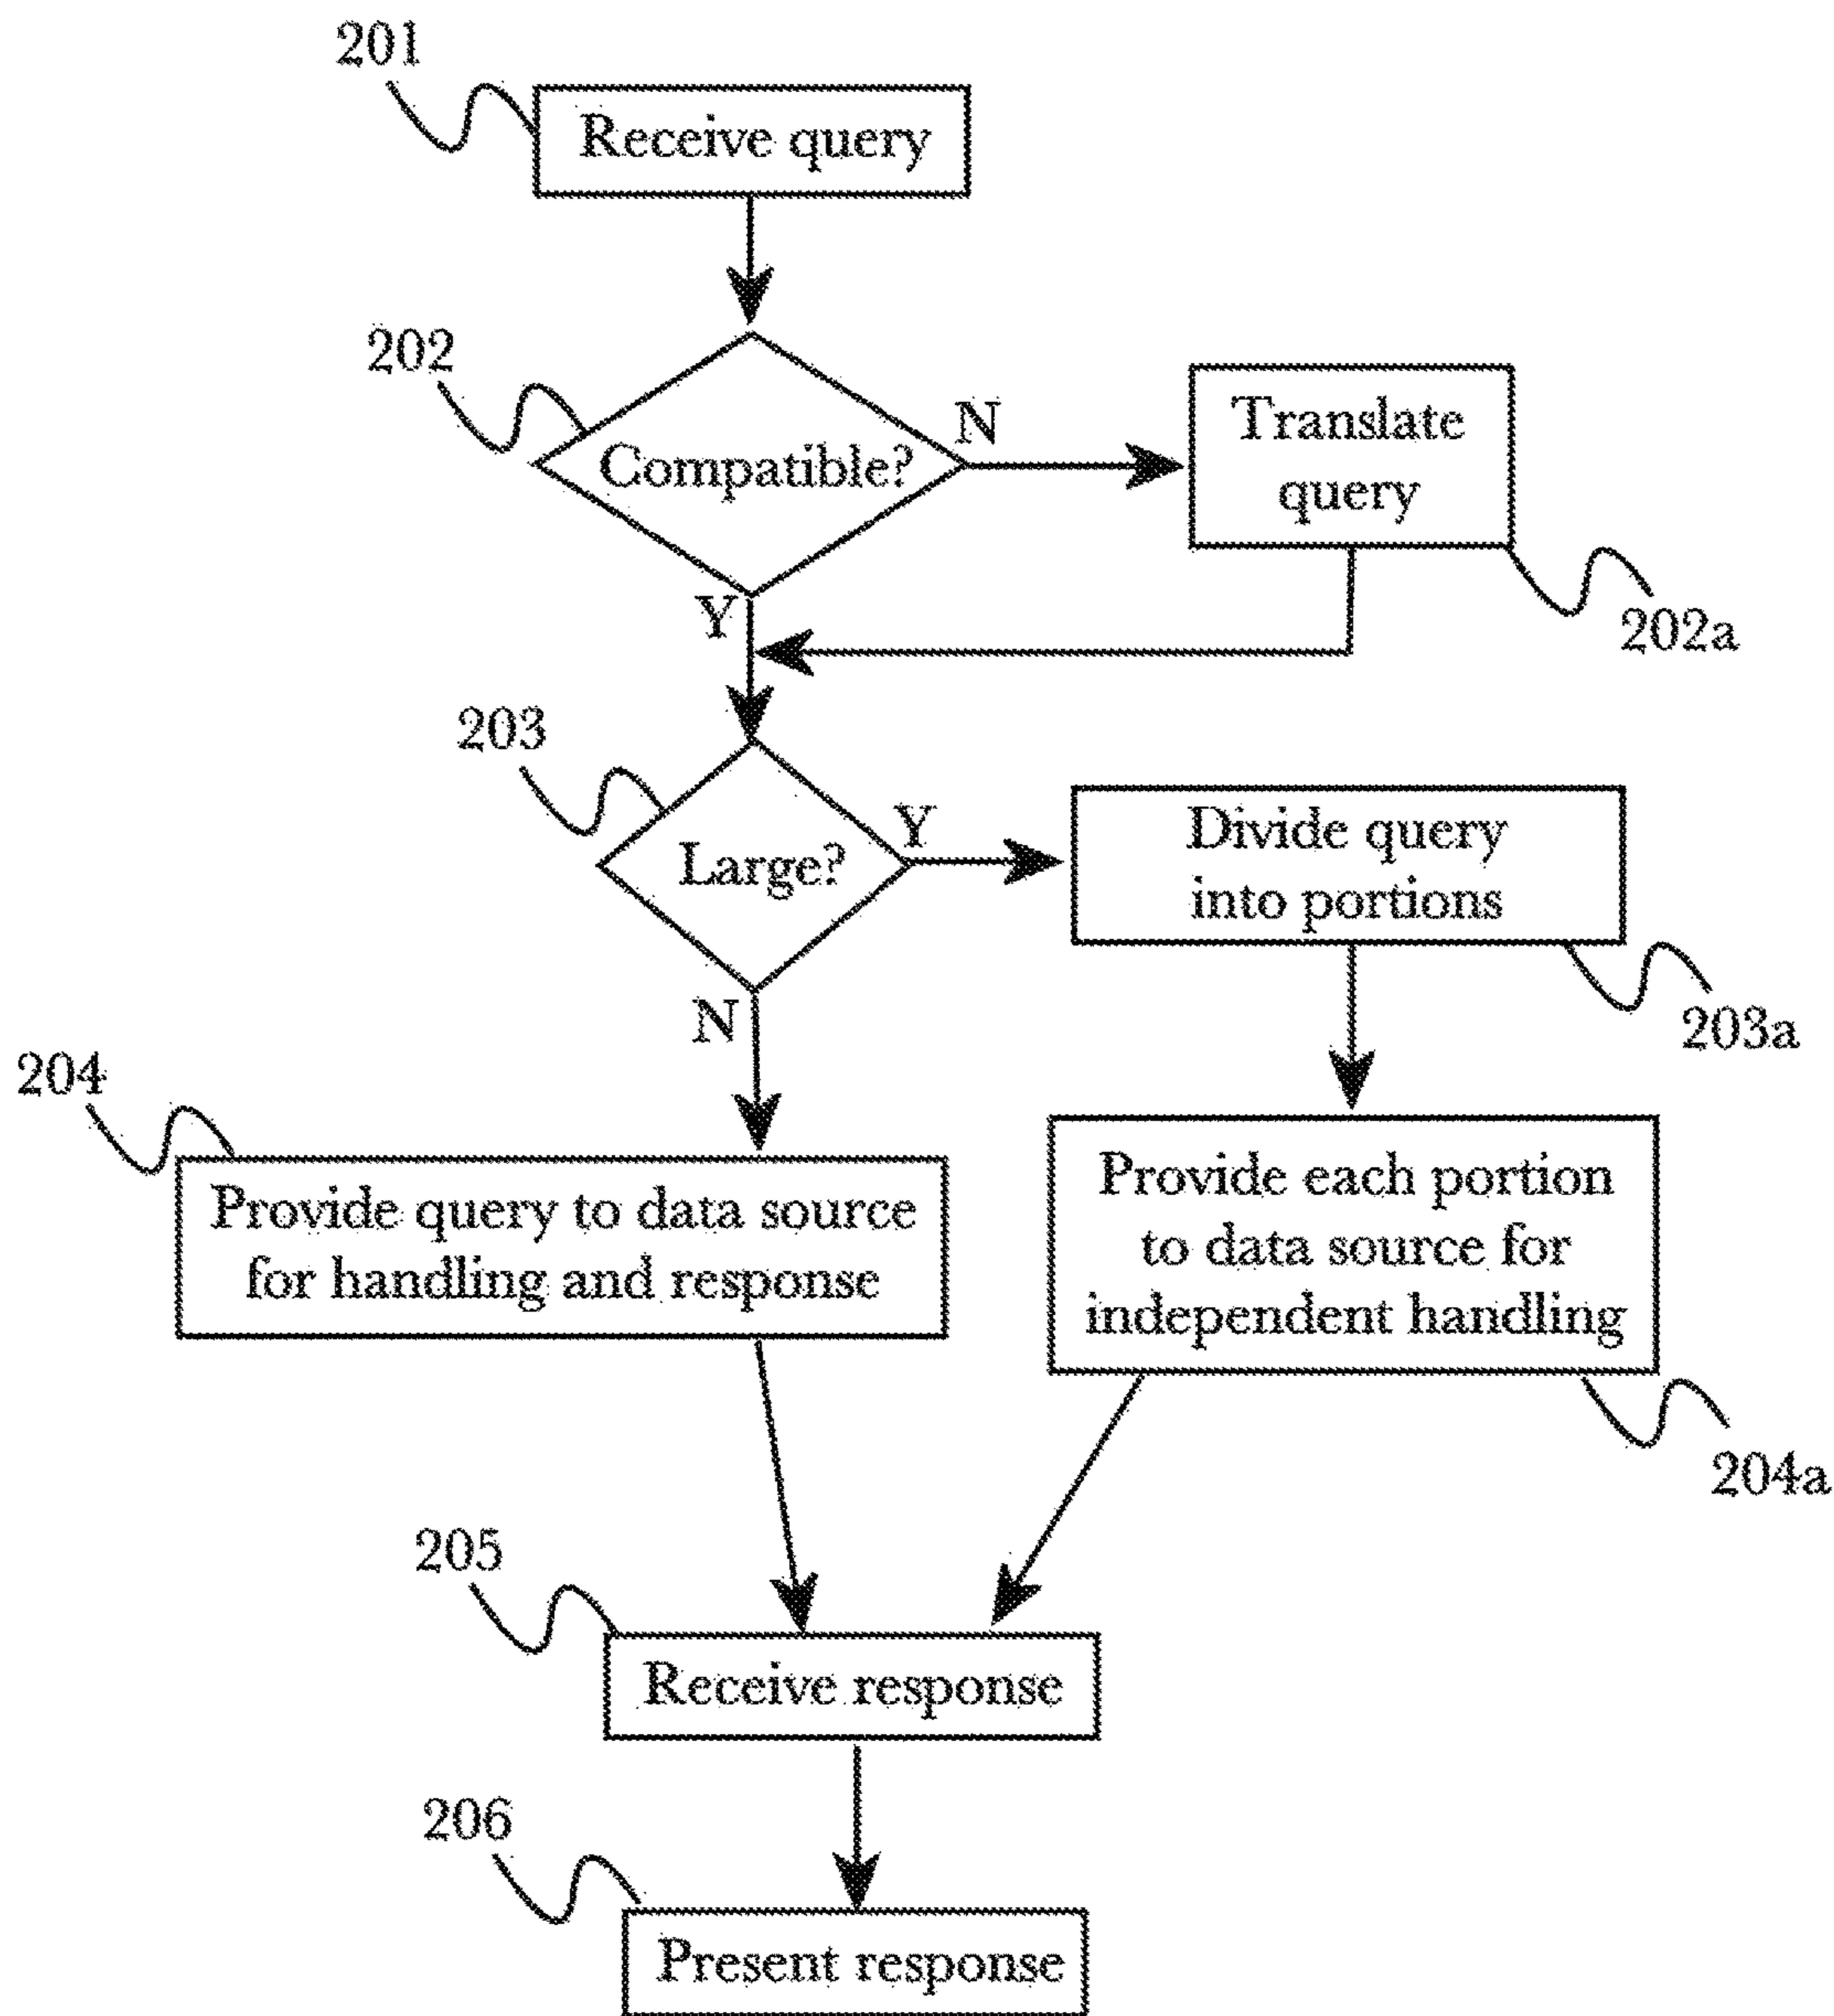 201
Receive query
202
Compatible?
N
Translate
query
202a
Y
203
Large?
Y
Divide query
into portions
203a
N
204
Provide query to data source
for handling and response
Provide each portion
to data source for
independent handling
204a
205
Receive response
206
Present response